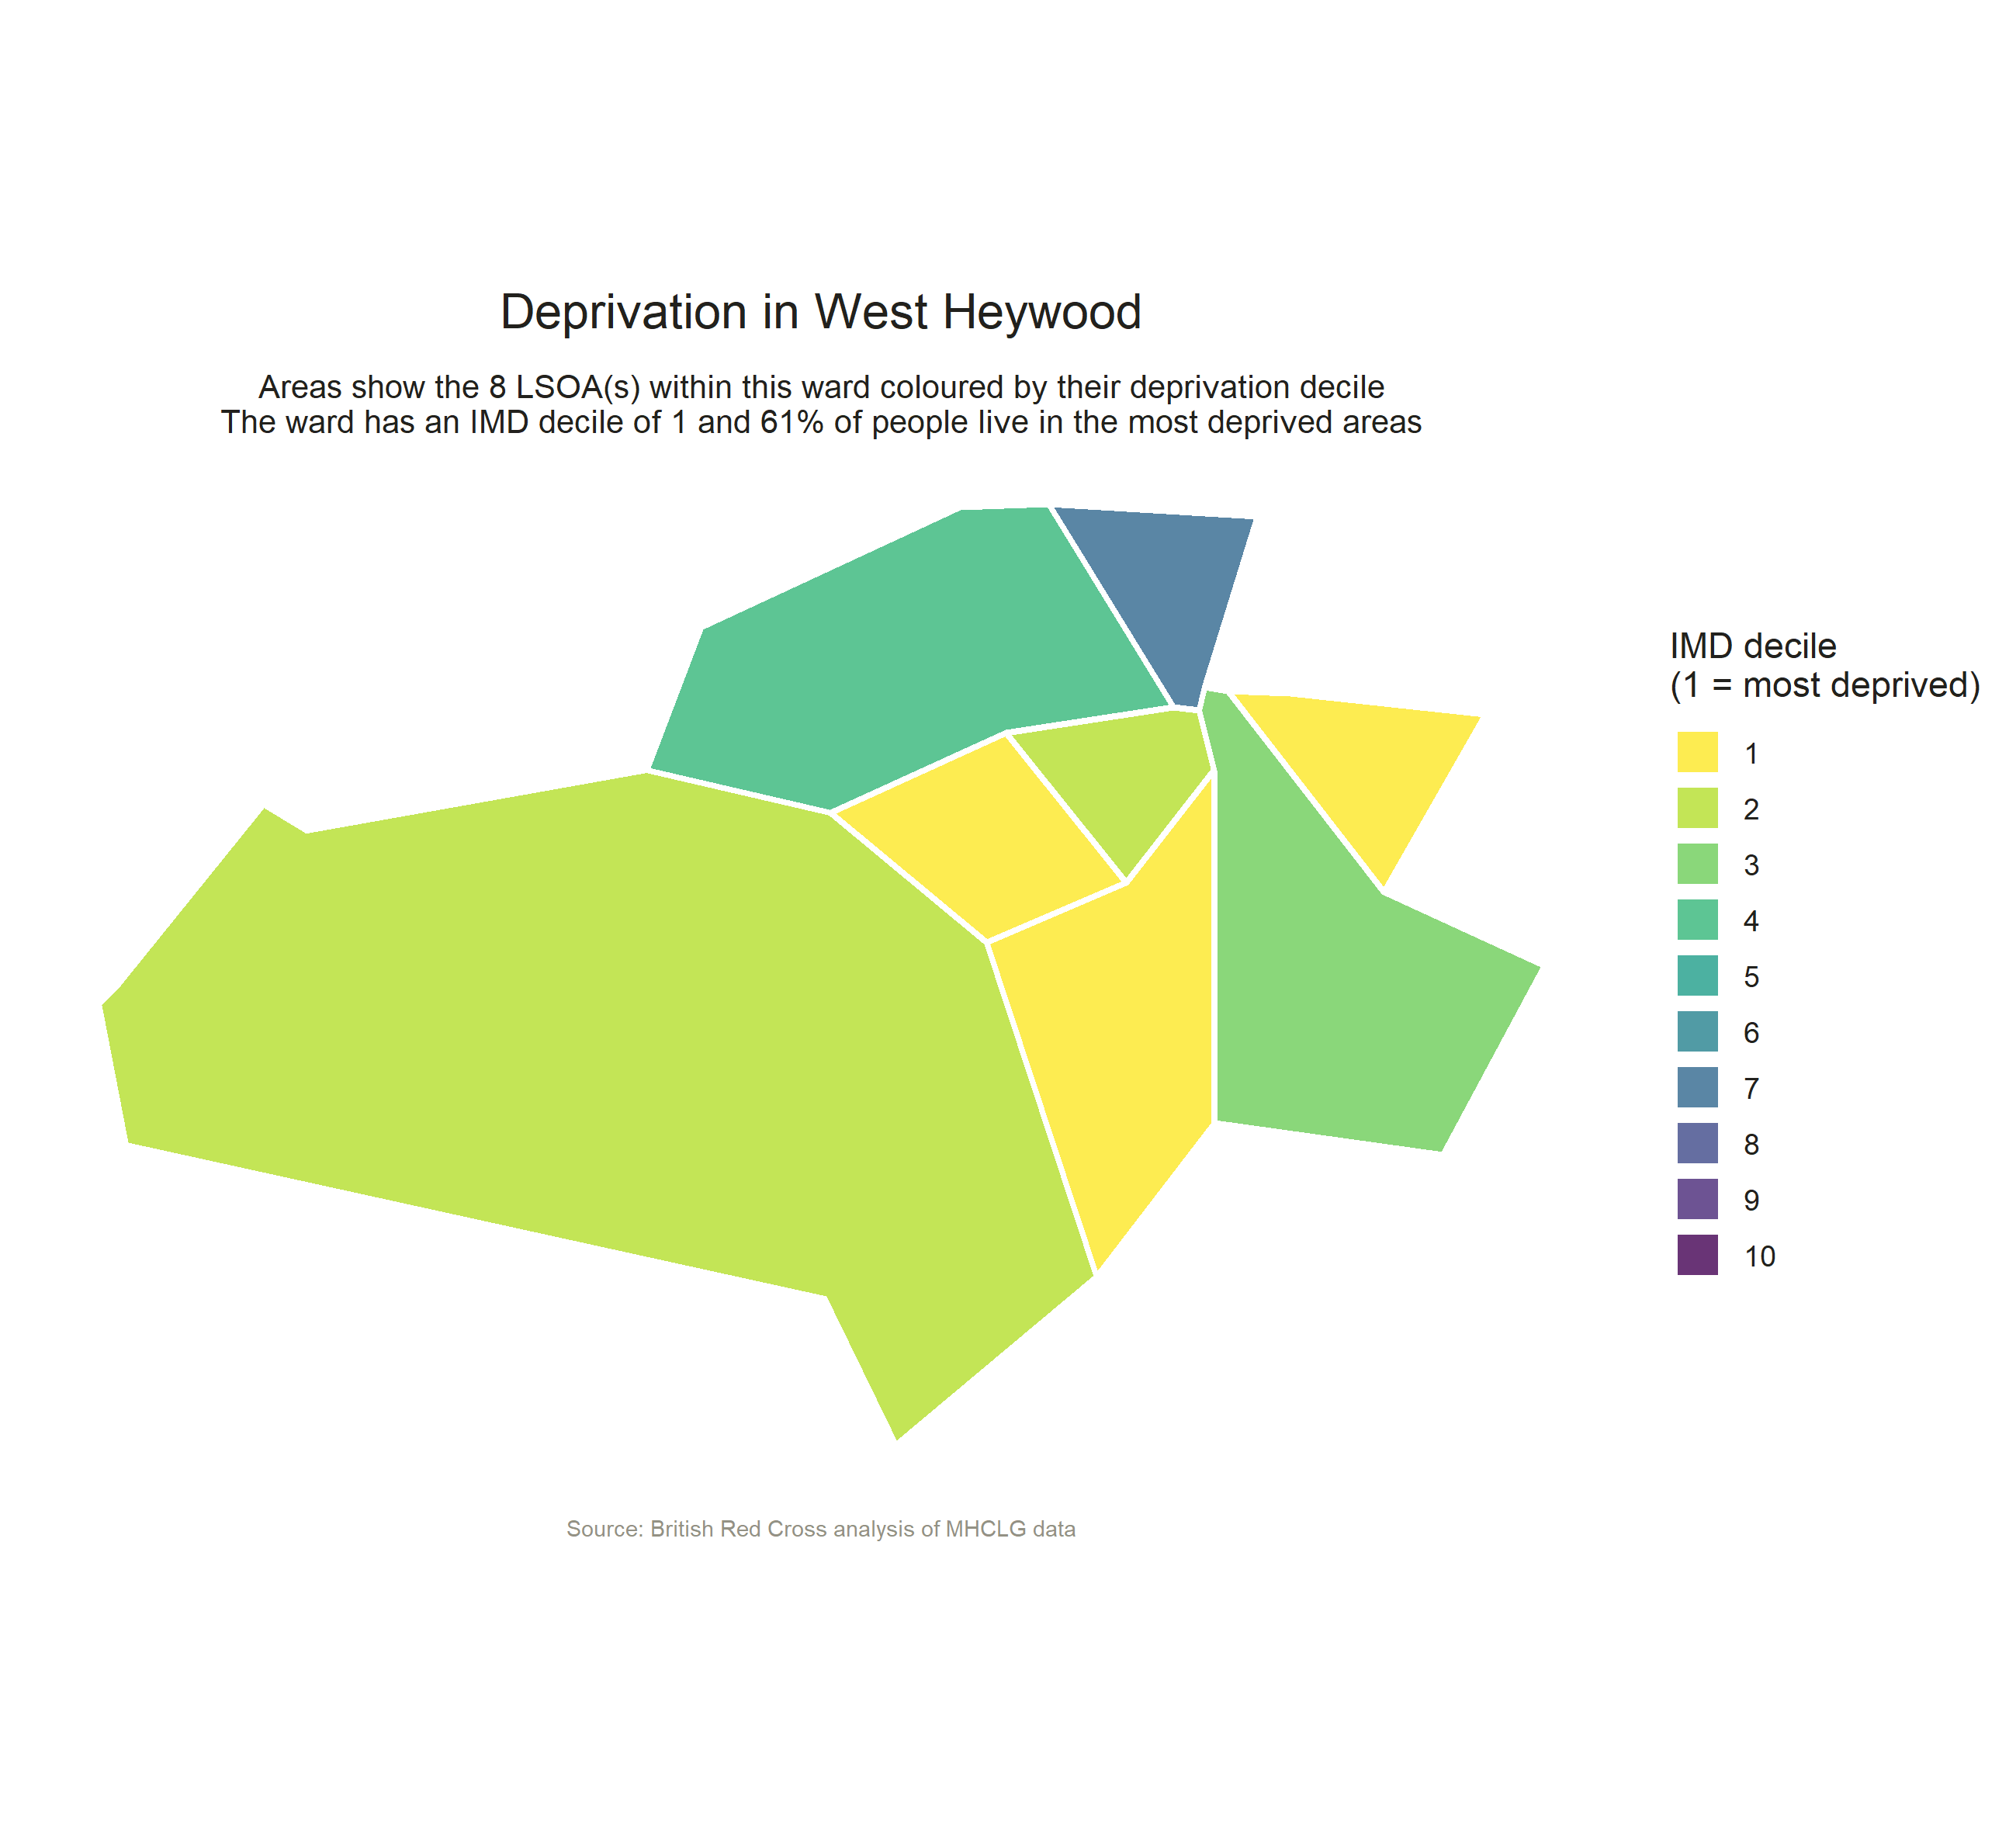 Deprivation in West Heywood
Areas show the 8 LSOA(s) within this ward coloured by their deprivation decile
The ward has an IMD decile of 1 and 61% of people live in the most deprived areas
IMD decile
(1 = most deprived)
1
2
3
4
5
6
7
8
9
10
Source: British Red Cross analysis of MHCLG data